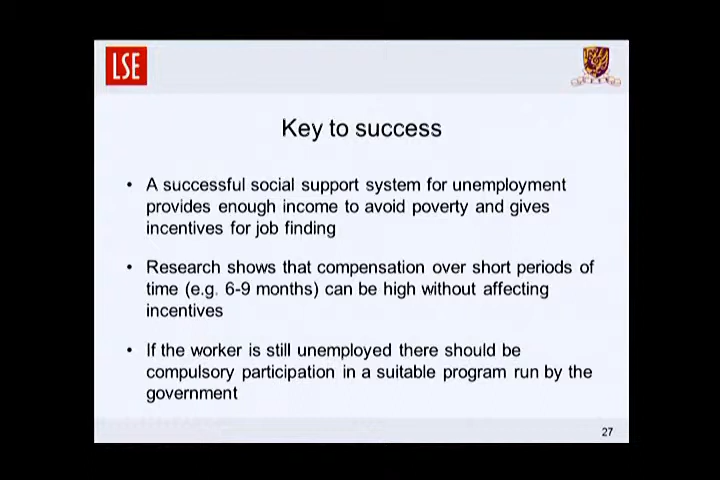 LSE
Key to success
• A successful social support system for unemployment
provides enough income to avoid poverty and gives
incentives for job finding
• Research shows that compensation over short periods of
time (e.g. 6-9 months) can be high without affecting
incentives
• If the worker is still unemployed there should be
compulsory participation in a suitable program run by the
government
27